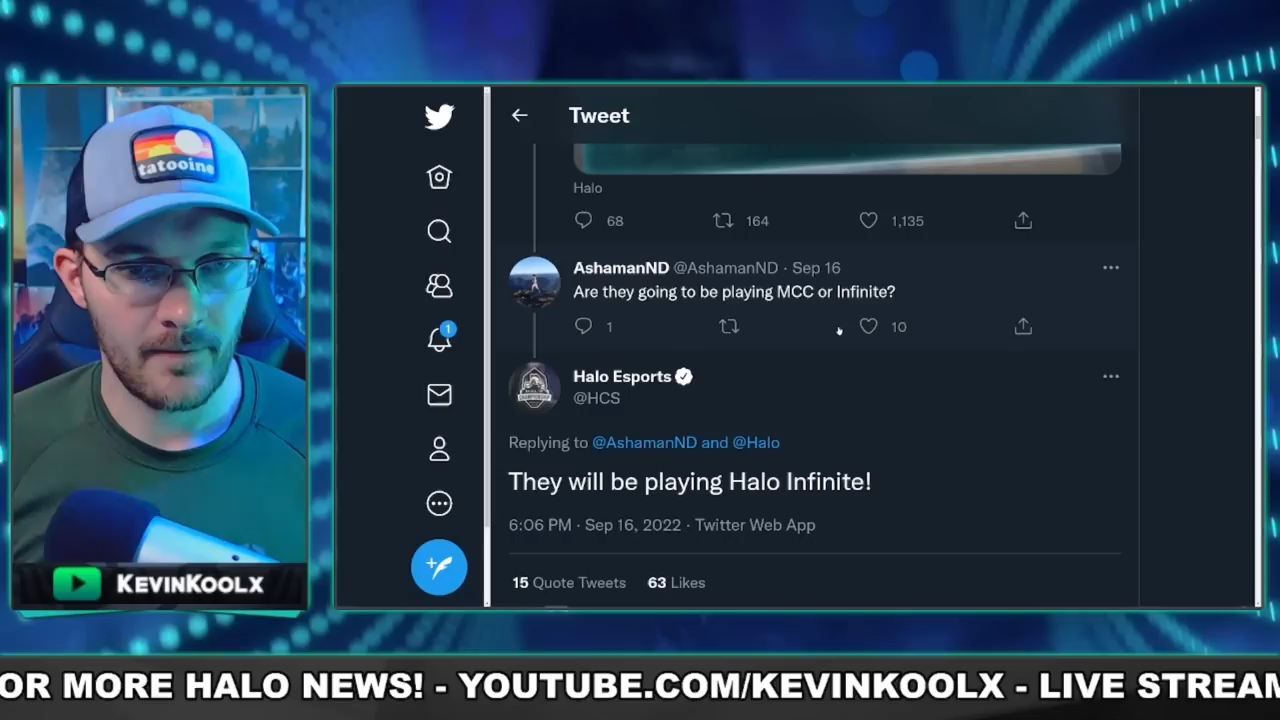 tatooine
KEVINKOOLX
Tweet
Halo
68 164 1,135
AshamanND @AshamanND · Sep 16
Are they going to be playing MCC or Infinite?
1 10
Halo Esports
@HCS
Replying to @AshamanND and @Halo
They will be playing Halo Infinite!
6:06 PM · Sep 16, 2022 · Twitter Web App
15 Quote Tweets 63 Likes
1
OR MORE HALO NEWS! - YOUTUBE.COM/KEVINKOOLX - LIVE STREAM